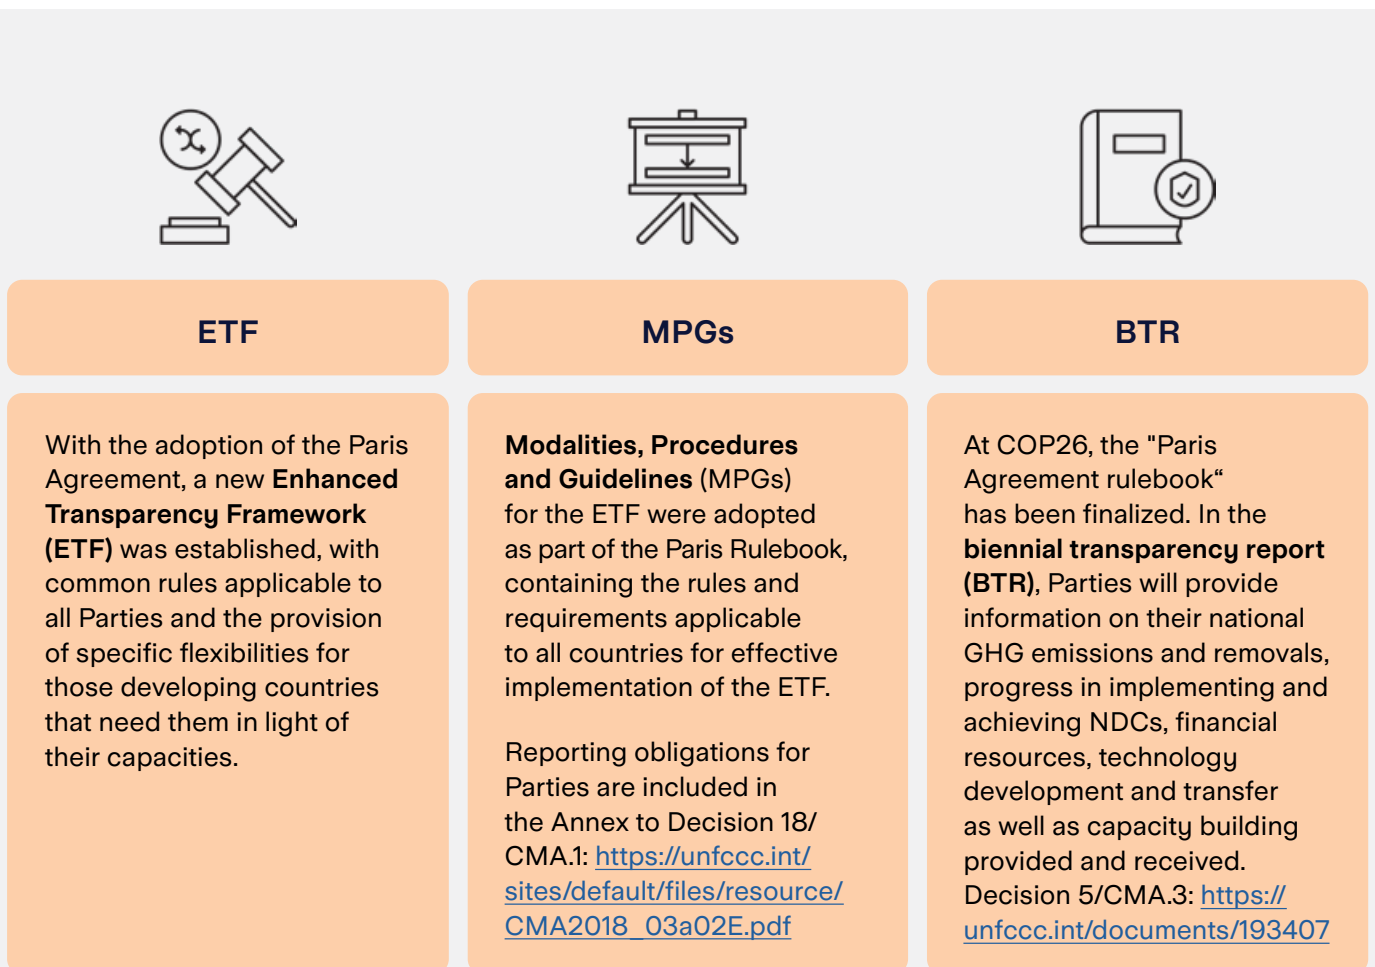 ETF
MPGs
BTR
With the adoption of the Paris
Agreement, a new Enhanced
Transparency Framework
(ETF) was established, with
common rules applicable to
all Parties and the provision
of specific flexibilities for
those developing countries
that need them in light of
their capacities.
Modalities, Procedures
and Guidelines (MPGs)
for the ETF were adopted
as part of the Paris Rulebook,
containing the rules and
requirements applicable
to all countries for effective
implementation of the ETF.
Reporting obligations for
Parties are included in
the Annex to Decision 18/
CMA.1: https://unfccc.int/
sites/default/files/resource/
CMA2018_03a02E.pdf
At COP26, the "Paris
Agreement rulebook“
has been finalized. In the
biennial transparency report
(BTR), Parties will provide
information on their national
GHG emissions and removals,
progress in implementing and
achieving NDCs, financial
resources, technology
development and transfer
as well as capacity building
provided and received.
Decision 5/CMA.3: https://
unfccc.int/documents/193407